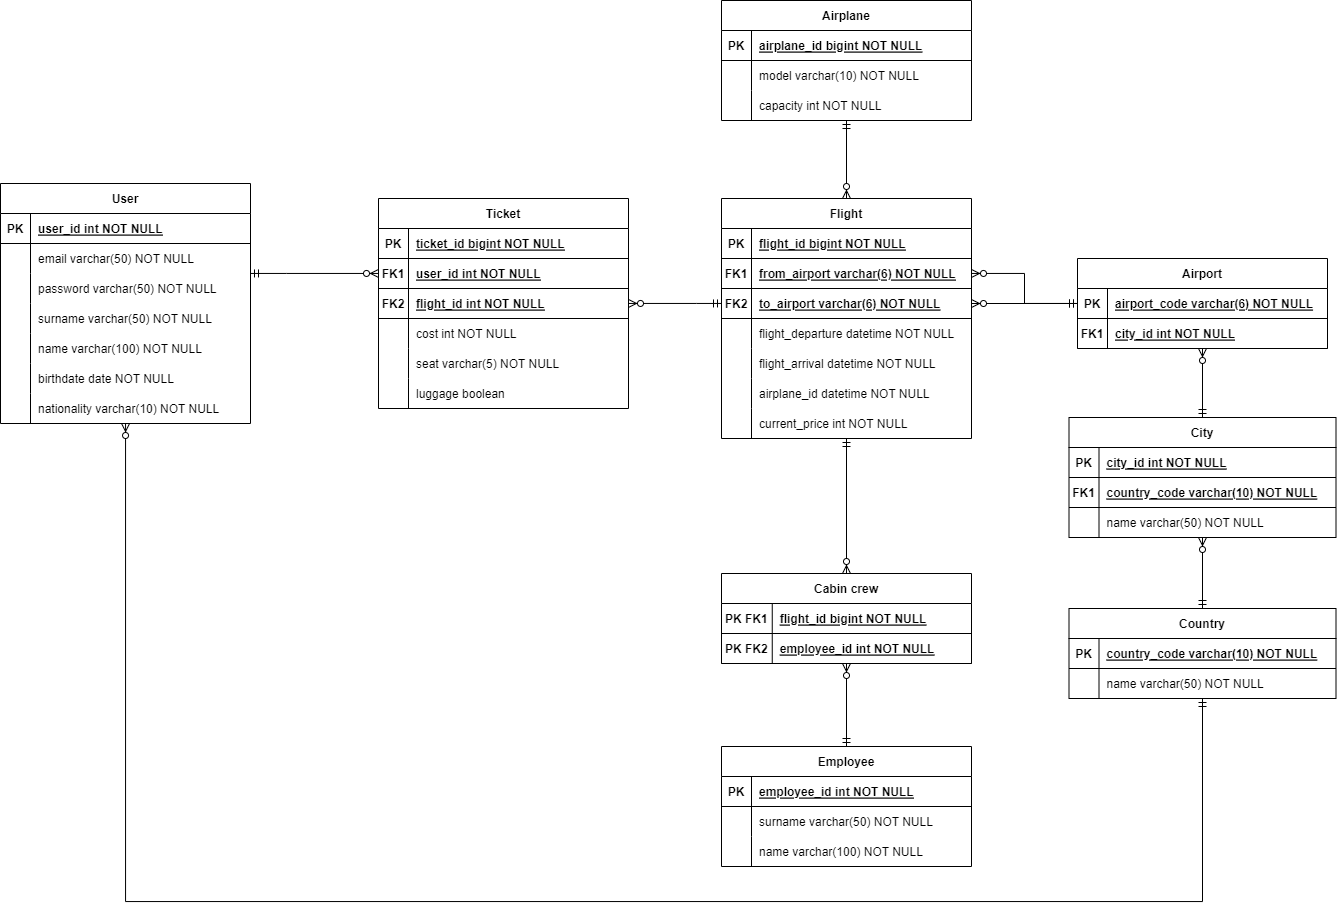 Airplane
PK airplane_id bigint NOT NULL
model varchar(10) NOT NULL
capacity int NOT NULL
User
PK user_id int NOT NULL
email varchar(50) NOT NULL
password varchar(50) NOT NULL
surname varchar(50) NOT NULL
name varchar(100) NOT NULL
birthdate date NOT NULL
nationality varchar(10) NOT NULL
Ticket
PK ticket_id bigint NOT NULL
FK1 user_id int NOT NULL
FK2 flight_id int NOT NULL
cost int NOT NULL
seat varchar(5) NOT NULL
luggage boolean
Flight
PK flight_id bigint NOT NULL
FK1 from_airport varchar(6) NOT NULL
FK2 to_airport varchar(6) NOT NULL
flight_departure datetime NOT NULL
flight_arrival datetime NOT NULL
airplane_id datetime NOT NULL
current_price int NOT NULL
Airport
PK airport_code varchar(6) NOT NULL
FK1 city_id int NOT NULL
City
PK city_id int NOT NULL
FK1 country_code varchar(10) NOT NULL
name varchar(50) NOT NULL
Cabin crew
PK FK1 flight_id bigint NOT NULL
PK FK2 employee_id int NOT NULL
Country
PK country_code varchar(10) NOT NULL
name varchar(50) NOT NULL
Employee
PK employee_id int NOT NULL
surname varchar(50) NOT NULL
name varchar(100) NOT NULL